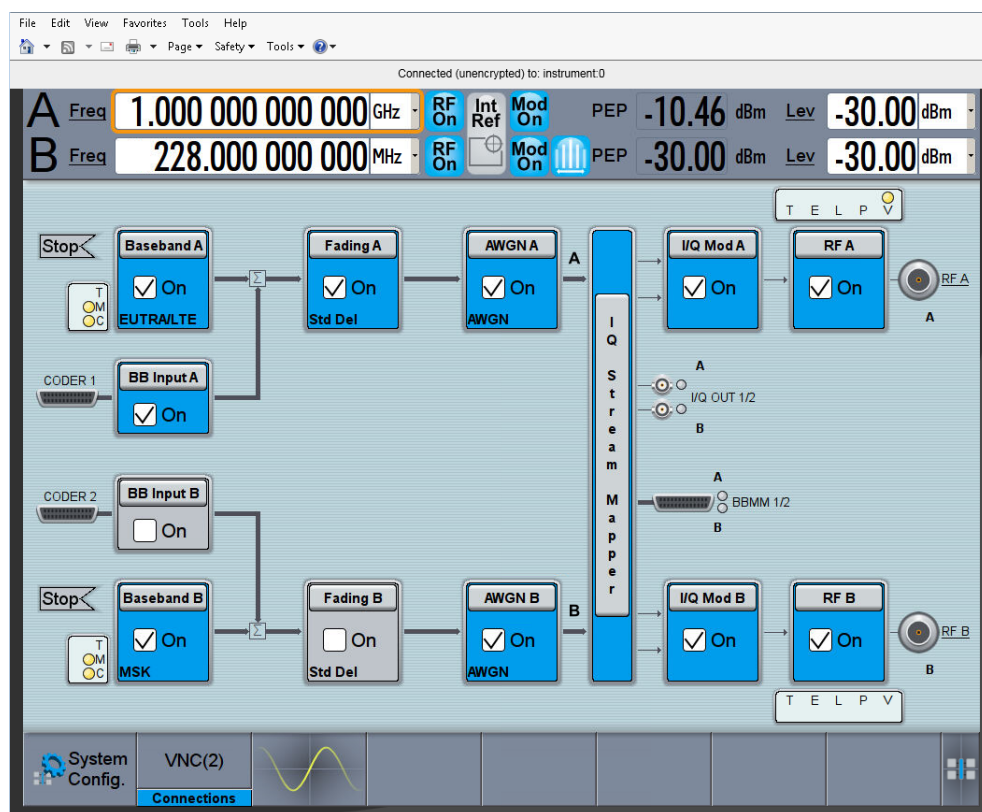 File Edit View Favorites Tools Help
Page Safety Tools
Connected (unencrypted) to: instrument:0
A Freq 1.000 000 000 000 GHz RF On Int Ref Mod On PEP -10.46 dBm Lev -30.00 dBm
B Freq 228.000 000 000 MHz RF On Mod On PEP -30.00 dBm Lev -30.00 dBm
T E L P V
Stop Baseband A Fading A AWGN A A I/Q Mod A RF A
T On On On On On RF A
M
C EUTRA/LTE Std Del AWGN A
IQ Stream Mapper
CODER 1 BB Input A A
On I/Q OUT 1/2
B
CODER 2 BB Input B A
On BBMM 1/2
B
Stop Baseband B Fading B AWGN B B I/Q Mod B RF B
T On On On On On RF B
M
C MSK Std Del AWGN B
T E L P V
System Config. VNC(2)
Connections